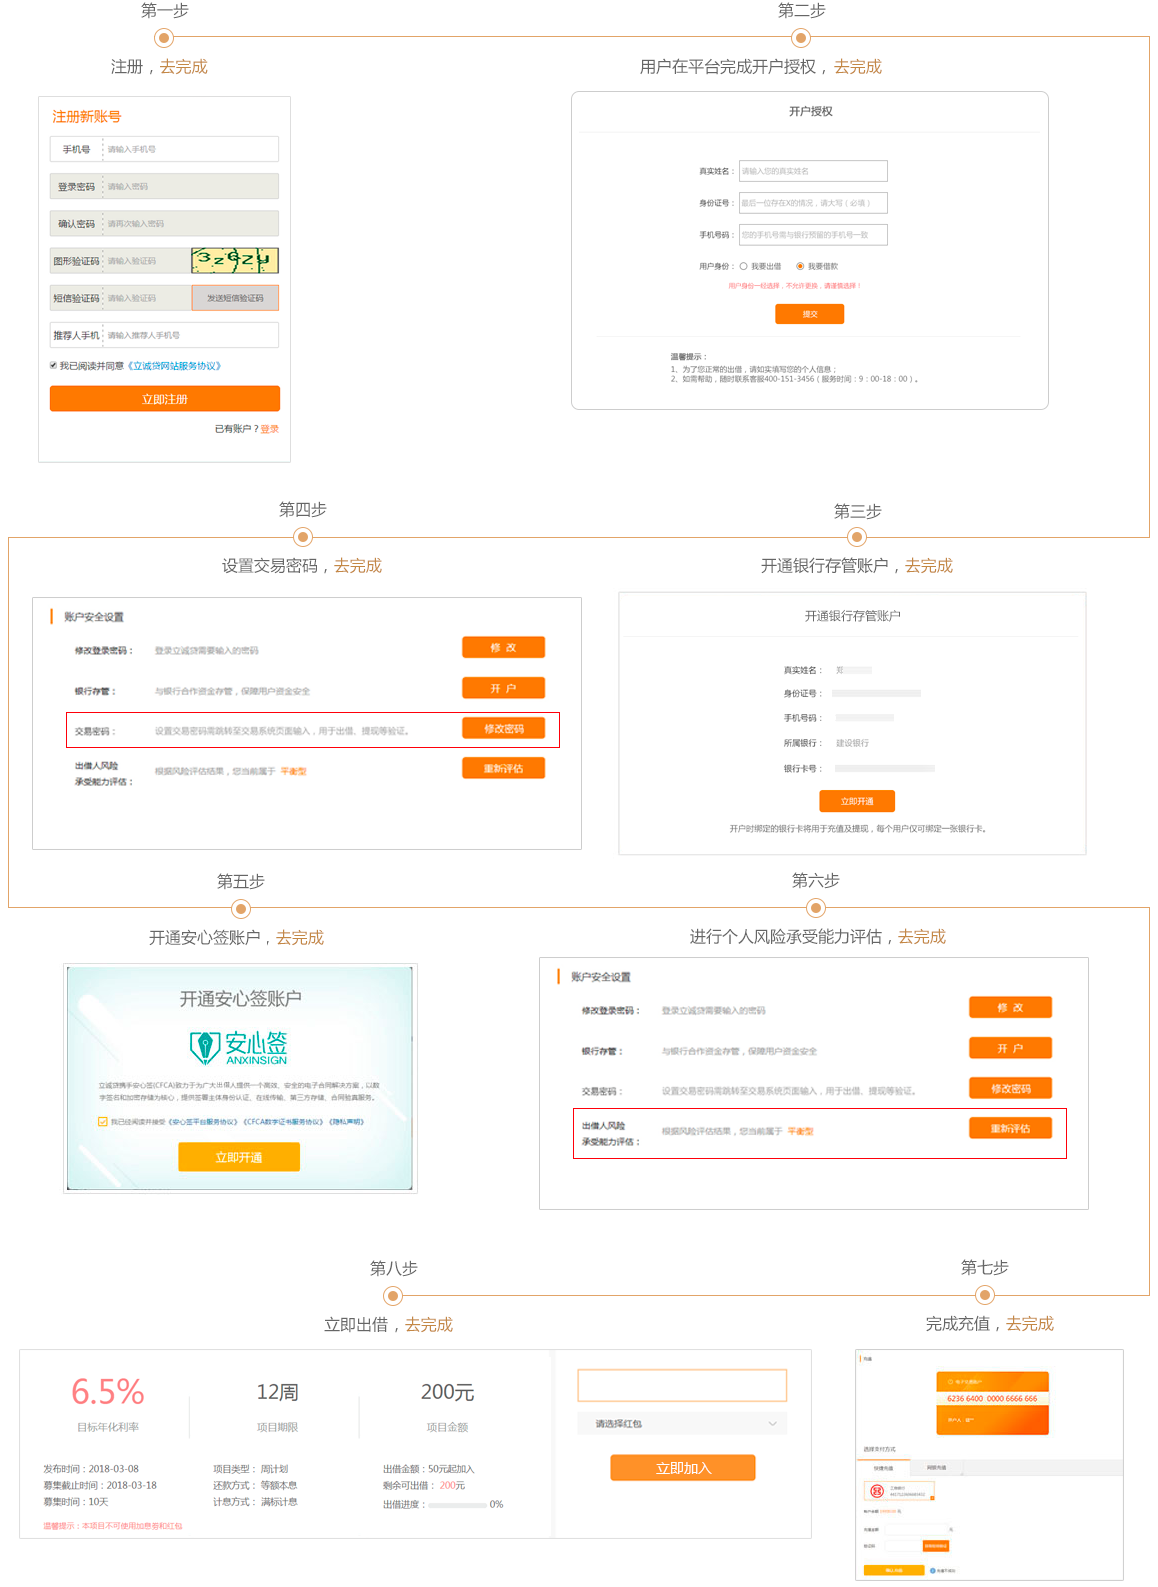 第一步
注册，去完成
注册新账号
手机号 请输入手机号
登录密码 请输入密码
确认密码 请再次输入密码
图形验证码 请输入验证码 3z6zy
短信验证码 请输入验证码 发送短信验证码
推荐人手机 请输入推荐人手机号
我已阅读并同意《立诚贷网站服务协议》
立即注册
已有账户？登录
第二步
用户在平台完成开户授权，去完成
开户授权
真实姓名： 请输入您的真实姓名
身份证号： 最后一位存在X的情况，请大写（必填）
手机号码： 您的手机号需与银行预留的手机号一致
用户身份： 我要出借 我要借款
用户身份一经选择，不允许更换，请谨慎选择！
提交
温馨提示：
1、为了您正常的出借，请如实填写您的个人信息；
2、如需帮助，随时联系客服400-151-3456（服务时间：9：00-18：00）。
第三步
开通银行存管账户，去完成
开通银行存管账户
真实姓名：
身份证号：
手机号码：
所属银行： 建设银行
银行卡号：
立即开通
开户时绑定的银行卡将用于充值及提现，每个用户仅可绑定一张银行卡。
第四步
设置交易密码，去完成
账户安全设置
修改登录密码： 登录立诚贷需要输入的密码 修 改
银行存管： 与银行合作资金存管，保障用户资金安全 开 户
交易密码： 设置交易密码需跳转至交易系统页面输入，用于出借、提现等验证。 修改密码
出借人风险
承受能力评估： 根据风险评估结果，您当前属于 平衡型 重新评估
第五步
开通安心签账户，去完成
开通安心签账户
安心签
ANXINSIGN
立诚贷携手安心签(CFCA)致力于为广大出借人提供一个高效、安全的电子合同解决方案，以数
字签名和加密存储为核心，提供签署主体身份认证、在线传输、第三方存储、合同验真服务。
我已经阅读并接受《安心签平台服务协议》《CFCA数字证书服务协议》《隐私声明》
立即开通
第六步
进行个人风险承受能力评估，去完成
账户安全设置
修改登录密码： 登录立诚贷需要输入的密码 修 改
银行存管： 与银行合作资金存管，保障用户资金安全 开 户
交易密码： 设置交易密码需跳转至交易系统页面输入，用于出借、提现等验证。 修改密码
出借人风险
承受能力评估： 根据风险评估结果，您当前属于 平衡型 重新评估
第七步
完成充值，去完成
充值
电子交易账户
6236 6400 0000 6666 666
选择支付方式
快捷充值 网银充值
工商银行
充值金额 元
验证码
第八步
立即出借，去完成
6.5%
目标年化利率
12周
项目期限
200元
项目金额
发布时间：2018-03-08
募集截止时间：2018-03-18
募集时间：10天
项目类型： 周计划
还款方式： 等额本息
计息方式： 满标计息
出借金额：50元起加入
剩余可出借： 200元
出借进度： 0%
温馨提示：本项目不可使用加息券和红包
请选择红包
立即加入